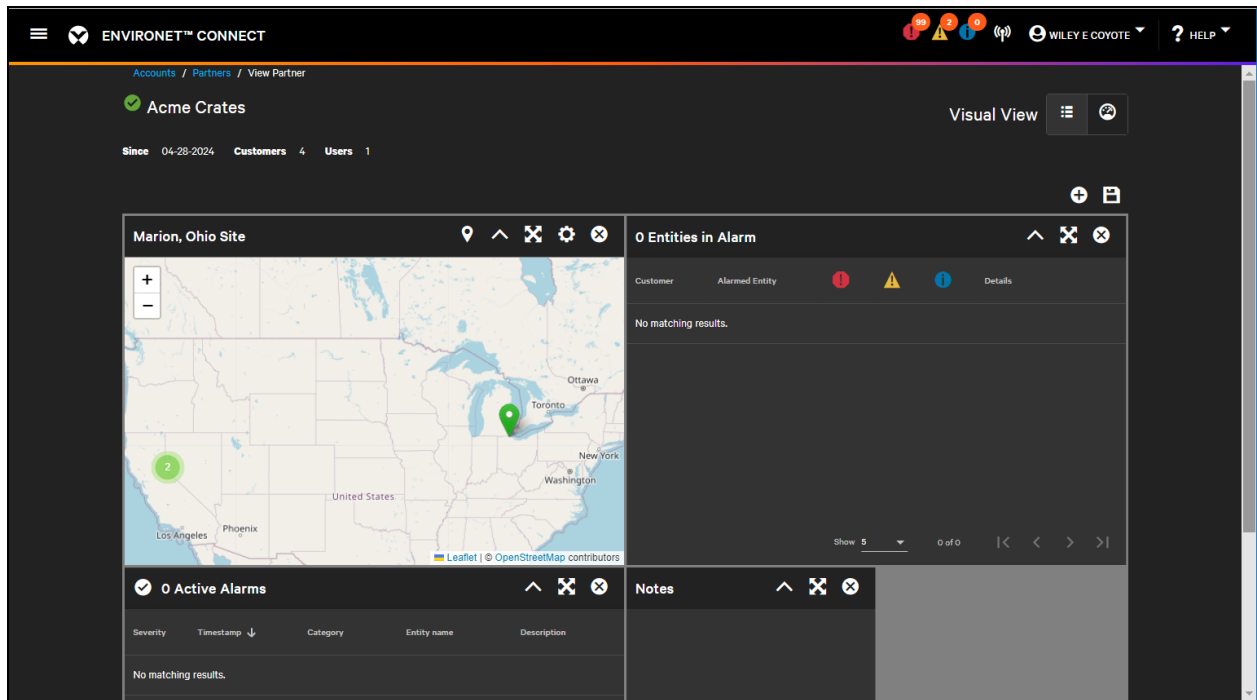 ENVIRONET™ CONNECT
99
2
0
WILEY E COYOTE
? HELP
Accounts / Partners / View Partner
Acme Crates
Visual View
Since 04-28-2024 Customers 4 Users 1
Marion, Ohio Site
+
−
Ottawa
Toronto
New York
Washington
2
United States
Los Angeles
Phoenix
Leaflet | © OpenStreetMap contributors
0 Entities in Alarm
Customer Alarmed Entity Details
No matching results.
Show 5 0 of 0
0 Active Alarms
Severity Timestamp Category Entity name Description
No matching results.
Notes